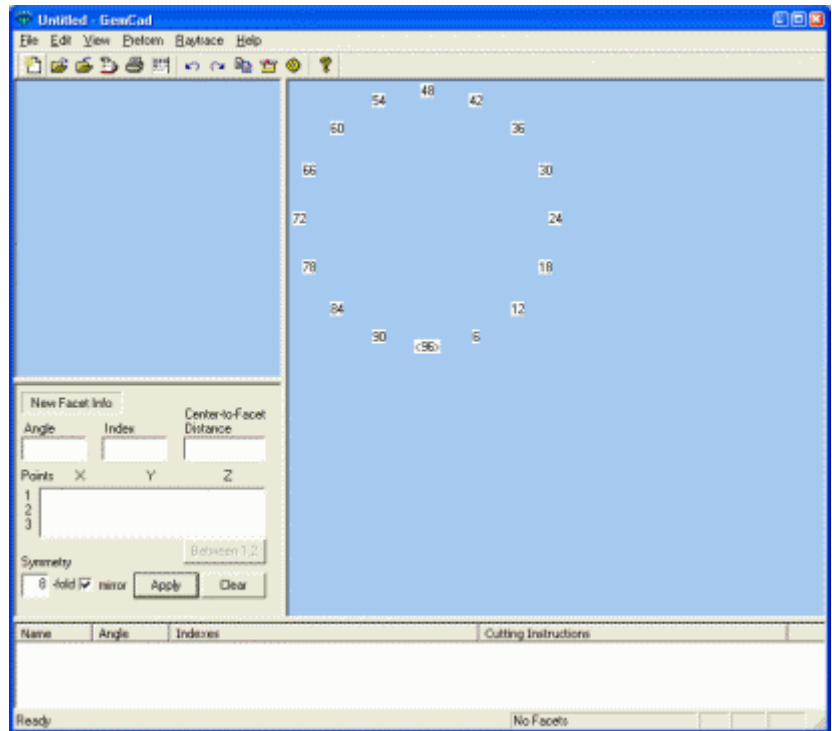 Untitled - GemCad
File Edit View Preform Raytrace Help
48
54 42
60 36
66 30
72 24
78 18
84 12
90 6
<96>
New Facet Info
Angle Index Center-to-Facet Distance
Points X Y Z
1
2
3
Between 1,2
Symmetry
8 -fold mirror Apply Clear
Name Angle Indexes Cutting Instructions
Ready No Facets